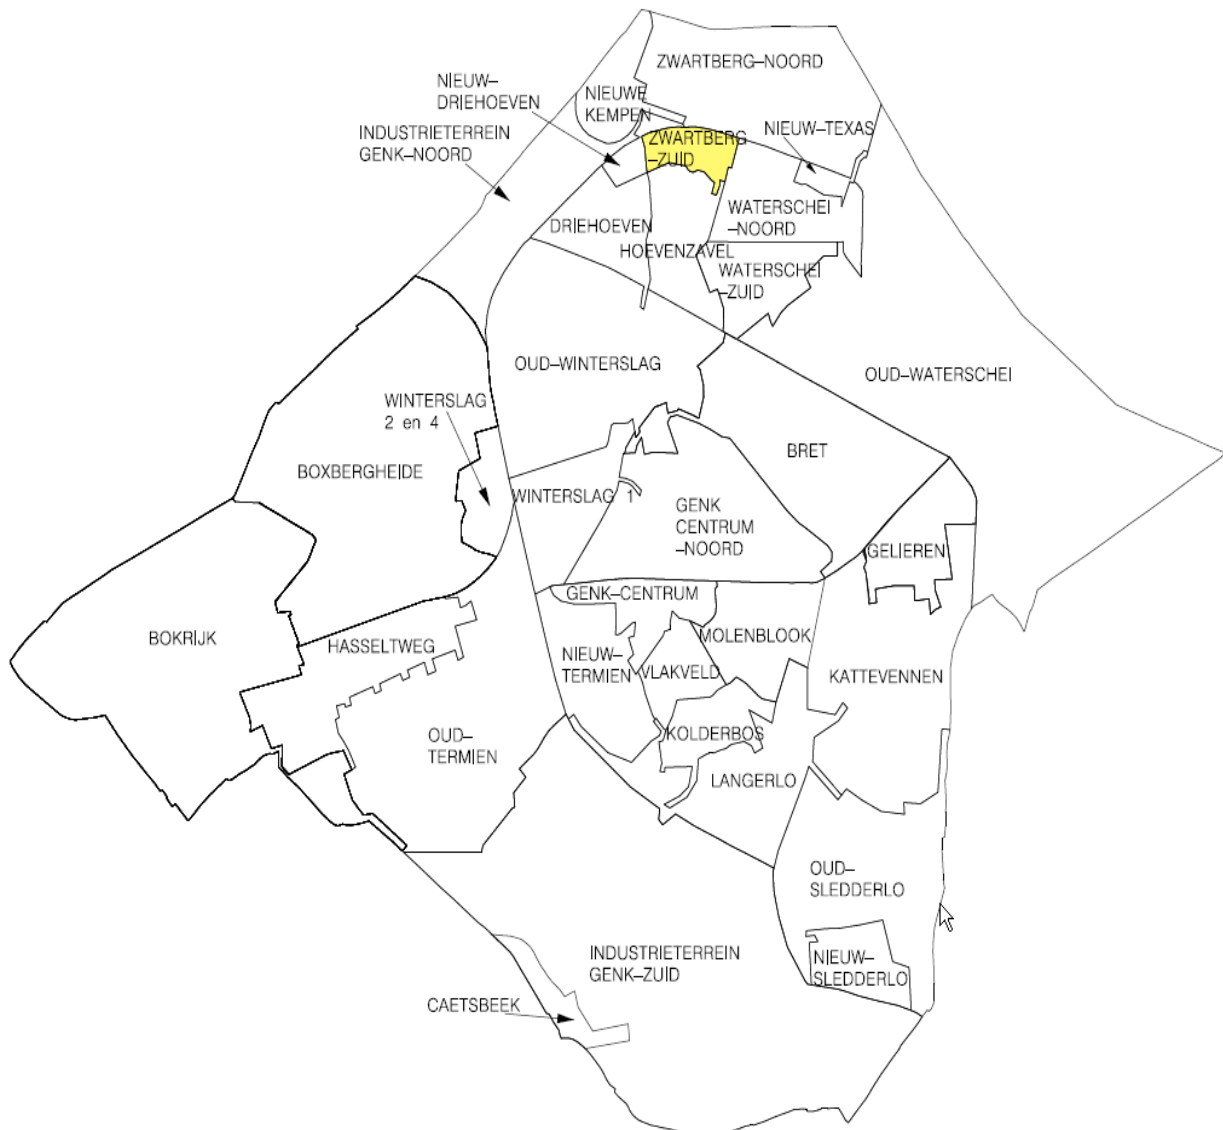 ZWARTBERG–NOORD
NIEUW–
DRIEHOEVEN
NIEUWE
KEMPEN
INDUSTRIETERREIN
GENK–NOORD
NIEUW–TEXAS
ZWARTBERG
–ZUID
WATERSCHEI
–NOORD
DRIEHOEVEN
HOEVENZAVEL
WATERSCHEI
–ZUID
OUD–WINTERSLAG
OUD–WATERSCHEI
WINTERSLAG
2 en 4
BRET
BOXBERGHEIDE
WINTERSLAG 1
GENK
CENTRUM
–NOORD
GELIEREN
GENK–CENTRUM
BOKRIJK
HASSELTWEG
MOLENBLOOK
NIEUW–
TERMIEN
VLAKVELD
KATTEVENNEN
OUD–
TERMIEN
KOLDERBOS
LANGERLO
OUD–
SLEDDERLO
INDUSTRIETERREIN
GENK–ZUID
NIEUW–
SLEDDERLO
CAETSBEEK